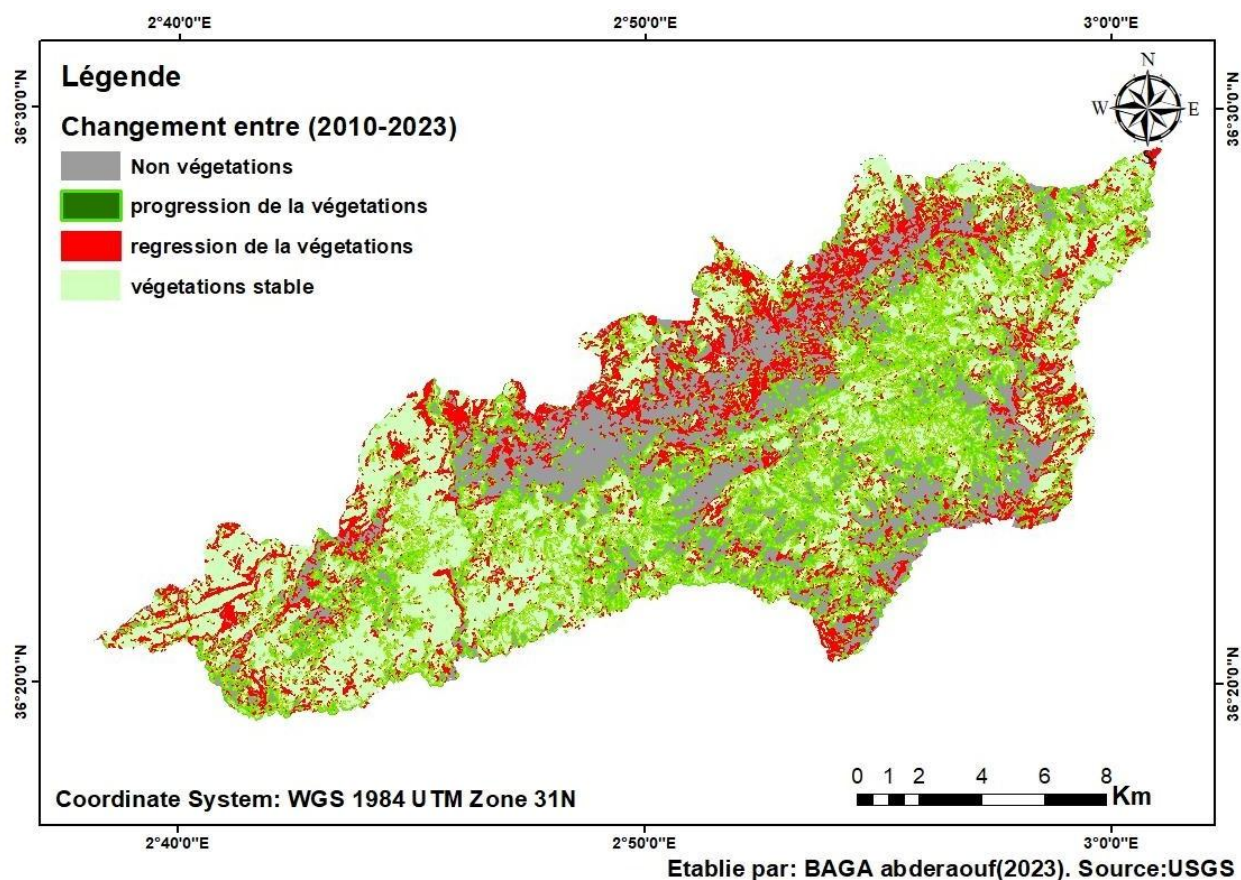 2°40'0"E 2°50'0"E 3°0'0"E
36°30'0"N 36°30'0"N
N
W E
S
Légende
Changement entre (2010-2023)
Non végetations
progression de la végetations
regression de la végetations
végetations stable
36°20'0"N 36°20'0"N
0 1 2 4 6 8
Km
Coordinate System: WGS 1984 UTM Zone 31N
2°40'0"E 2°50'0"E 3°0'0"E
Etablie par: BAGA abderaouf(2023). Source:USGS